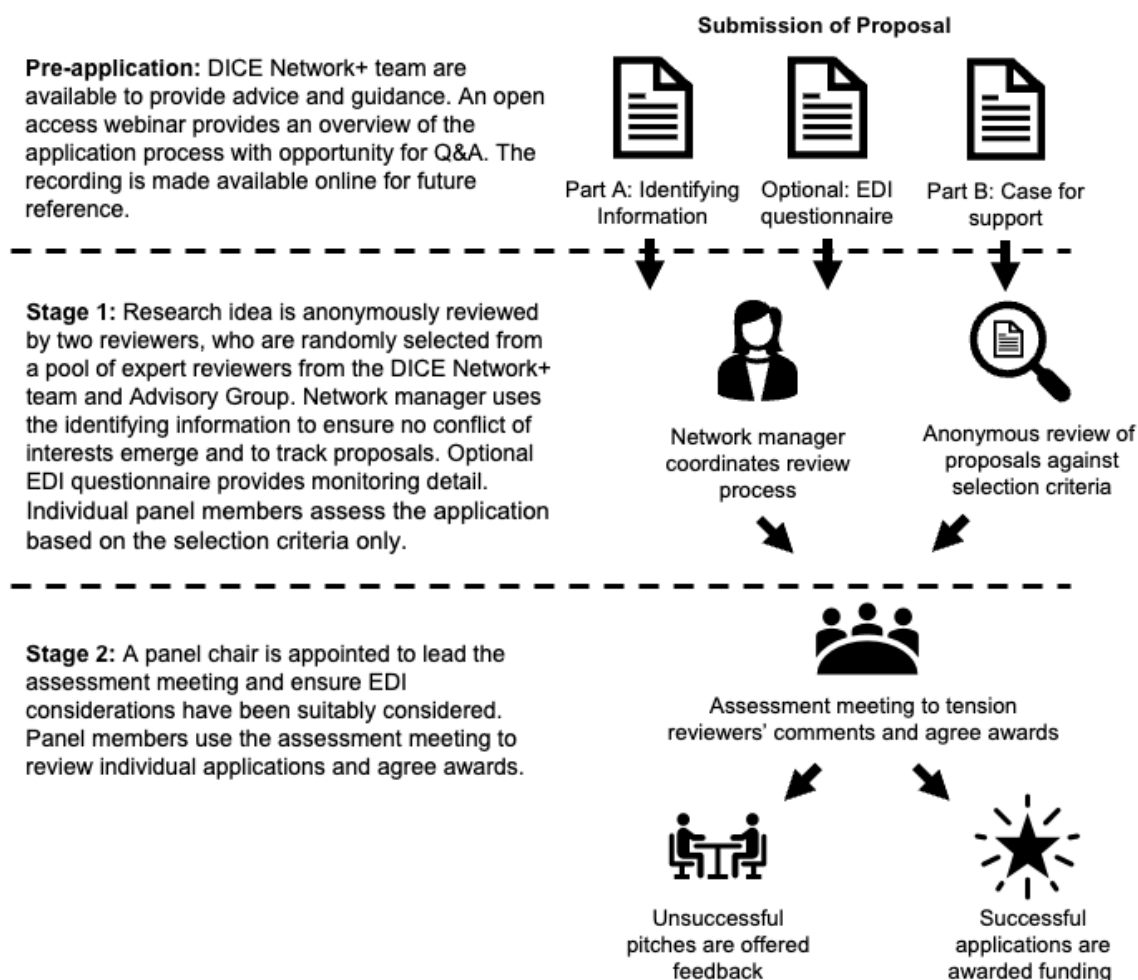 Submission of Proposal
Pre-application: DICE Network+ team are
available to provide advice and guidance. An open
access webinar provides an overview of the
application process with opportunity for Q&A. The
recording is made available online for future
reference.
Part A: Identifying
Information
Optional: EDI
questionnaire
Part B: Case for
support
Stage 1: Research idea is anonymously reviewed
by two reviewers, who are randomly selected from
a pool of expert reviewers from the DICE Network+
team and Advisory Group. Network manager uses
the identifying information to ensure no conflict of
interests emerge and to track proposals. Optional
EDI questionnaire provides monitoring detail.
Individual panel members assess the application
based on the selection criteria only.
Network manager
coordinates review
process
Anonymous review of
proposals against
selection criteria
Stage 2: A panel chair is appointed to lead the
assessment meeting and ensure EDI
considerations have been suitably considered.
Panel members use the assessment meeting to
review individual applications and agree awards.
Assessment meeting to tension
reviewers' comments and agree awards
Unsuccessful
pitches are offered
feedback
Successful
applications are
awarded funding